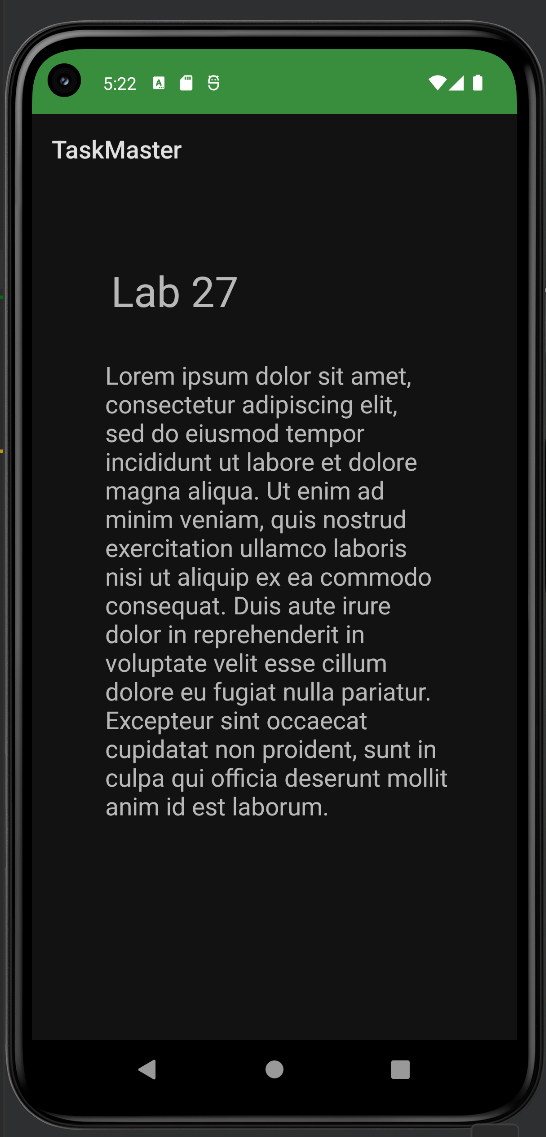 5:22
TaskMaster
Lab 27
Lorem ipsum dolor sit amet,
consectetur adipiscing elit,
sed do eiusmod tempor
incididunt ut labore et dolore
magna aliqua. Ut enim ad
minim veniam, quis nostrud
exercitation ullamco laboris
nisi ut aliquip ex ea commodo
consequat. Duis aute irure
dolor in reprehenderit in
voluptate velit esse cillum
dolore eu fugiat nulla pariatur.
Excepteur sint occaecat
cupidatat non proident, sunt in
culpa qui officia deserunt mollit
anim id est laborum.